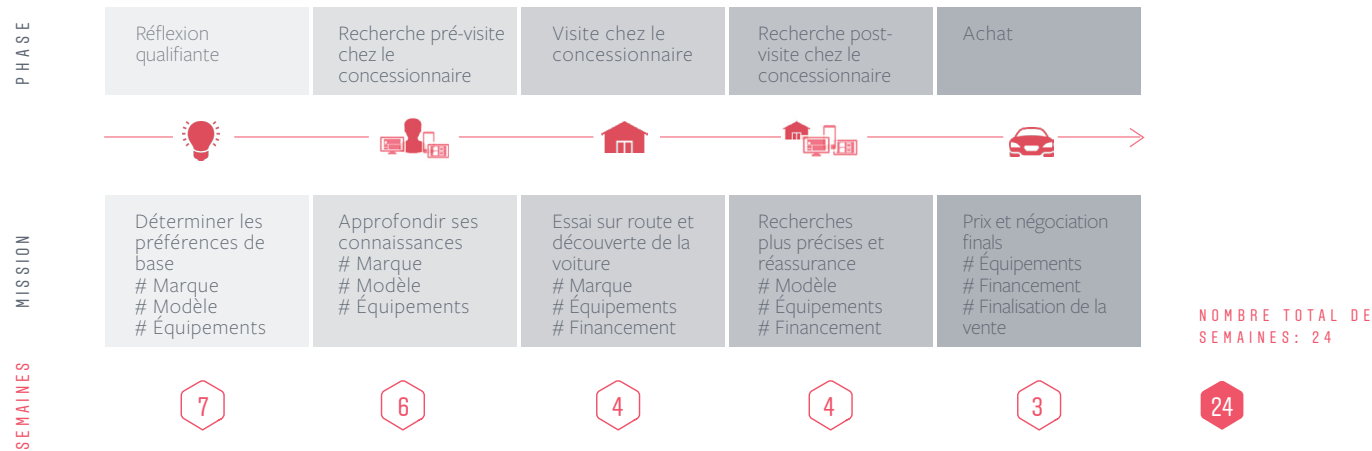 PHASE
Réflexion
qualifiante
Recherche pré-visite
chez le
concessionnaire
Visite chez le
concessionnaire
Recherche post-
visite chez le
concessionnaire
Achat
MISSION
Déterminer les
préférences de
base
# Marque
# Modèle
# Équipements
Approfondir ses
connaissances
# Marque
# Modèle
# Équipements
Essai sur route et
découverte de la
voiture
# Marque
# Équipements
# Financement
Recherches
plus précises et
réassurance
# Modèle
# Équipements
# Financement
Prix et négociation
finals
# Équipements
# Financement
# Finalisation de la
vente
NOMBRE TOTAL DE
SEMAINES: 24
SEMAINES
7
6
4
4
3
24